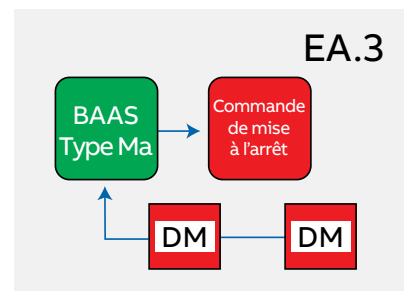 EA.3
BAAS
Type Ma
Commande
de mise
à l'arrêt
DM
DM